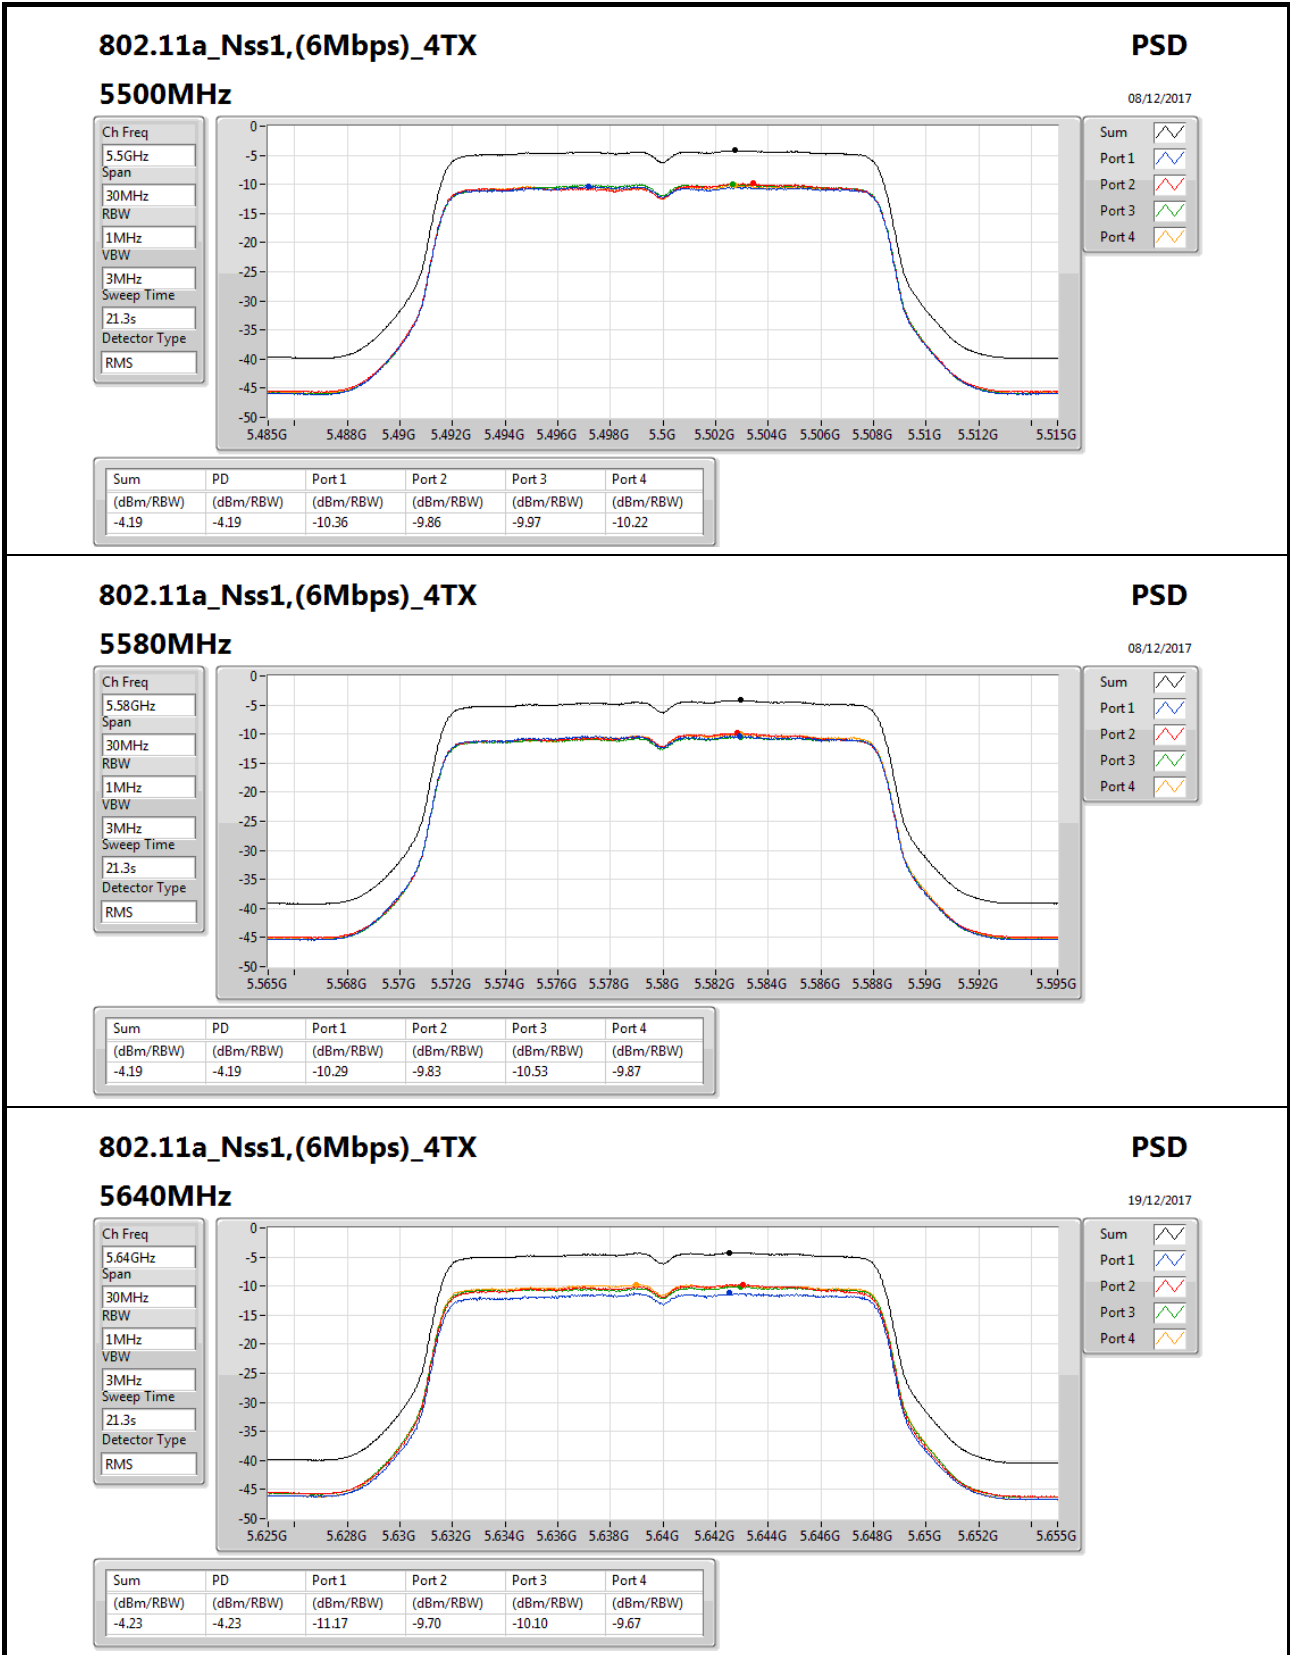 802.11a_Nss1,(6Mbps)_4TX PSD
5500MHz 08/12/2017
Ch Freq
5.5GHz
Span
30MHz
RBW
1MHz
VBW
3MHz
Sweep Time
21.3s
Detector Type
RMS
0
-5
-10
-15
-20
-25
-30
-35
-40
-45
-50
5.485G 5.488G 5.49G 5.492G 5.494G 5.496G 5.498G 5.5G 5.502G 5.504G 5.506G 5.508G 5.51G 5.512G 5.515G
Sum
Port 1
Port 2
Port 3
Port 4
Sum PD Port 1 Port 2 Port 3 Port 4
(dBm/RBW) (dBm/RBW) (dBm/RBW) (dBm/RBW) (dBm/RBW) (dBm/RBW)
-4.19 -4.19 -10.36 -9.86 -9.97 -10.22
802.11a_Nss1,(6Mbps)_4TX PSD
5580MHz 08/12/2017
Ch Freq
5.58GHz
Span
30MHz
RBW
1MHz
VBW
3MHz
Sweep Time
21.3s
Detector Type
RMS
0
-5
-10
-15
-20
-25
-30
-35
-40
-45
-50
5.565G 5.568G 5.57G 5.572G 5.574G 5.576G 5.578G 5.58G 5.582G 5.584G 5.586G 5.588G 5.59G 5.592G 5.595G
Sum
Port 1
Port 2
Port 3
Port 4
Sum PD Port 1 Port 2 Port 3 Port 4
(dBm/RBW) (dBm/RBW) (dBm/RBW) (dBm/RBW) (dBm/RBW) (dBm/RBW)
-4.19 -4.19 -10.29 -9.83 -10.53 -9.87
802.11a_Nss1,(6Mbps)_4TX PSD
5640MHz 19/12/2017
Ch Freq
5.64GHz
Span
30MHz
RBW
1MHz
VBW
3MHz
Sweep Time
21.3s
Detector Type
RMS
0
-5
-10
-15
-20
-25
-30
-35
-40
-45
-50
5.625G 5.628G 5.63G 5.632G 5.634G 5.636G 5.638G 5.64G 5.642G 5.644G 5.646G 5.648G 5.65G 5.652G 5.655G
Sum
Port 1
Port 2
Port 3
Port 4
Sum PD Port 1 Port 2 Port 3 Port 4
(dBm/RBW) (dBm/RBW) (dBm/RBW) (dBm/RBW) (dBm/RBW) (dBm/RBW)
-4.23 -4.23 -11.17 -9.70 -10.10 -9.67